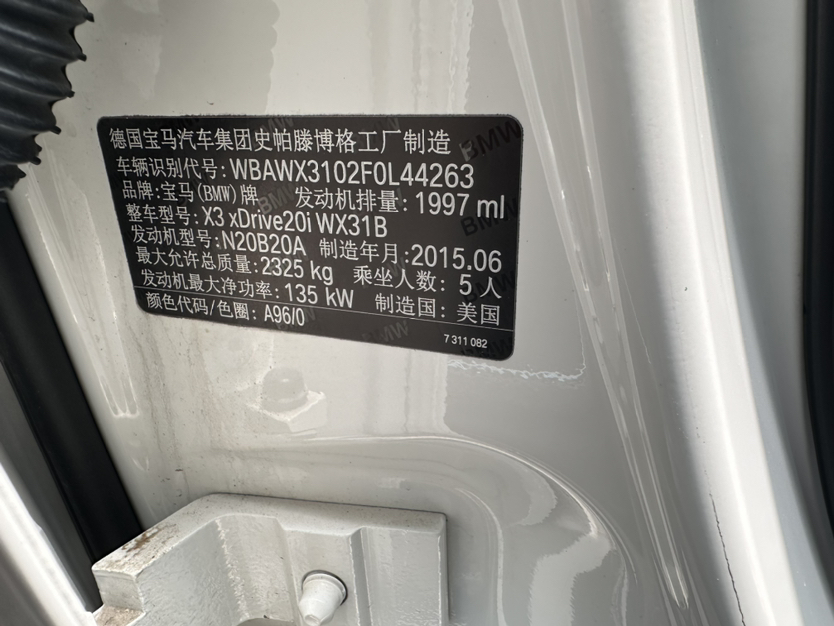 德国宝马汽车集团史帕滕博格工厂制造
车辆识别代号: WBAWX3102F0L44263
品牌: 宝马(BMW)牌 发动机排量: 1997 ml
整车型号: X3 xDrive20i WX31B
发动机型号: N20B20A 制造年月: 2015.06
最大允许总质量: 2325 kg 乘坐人数: 5 人
发动机最大净功率: 135 kW 制造国: 美国
颜色代码/色圈: A96/0
7 311 082